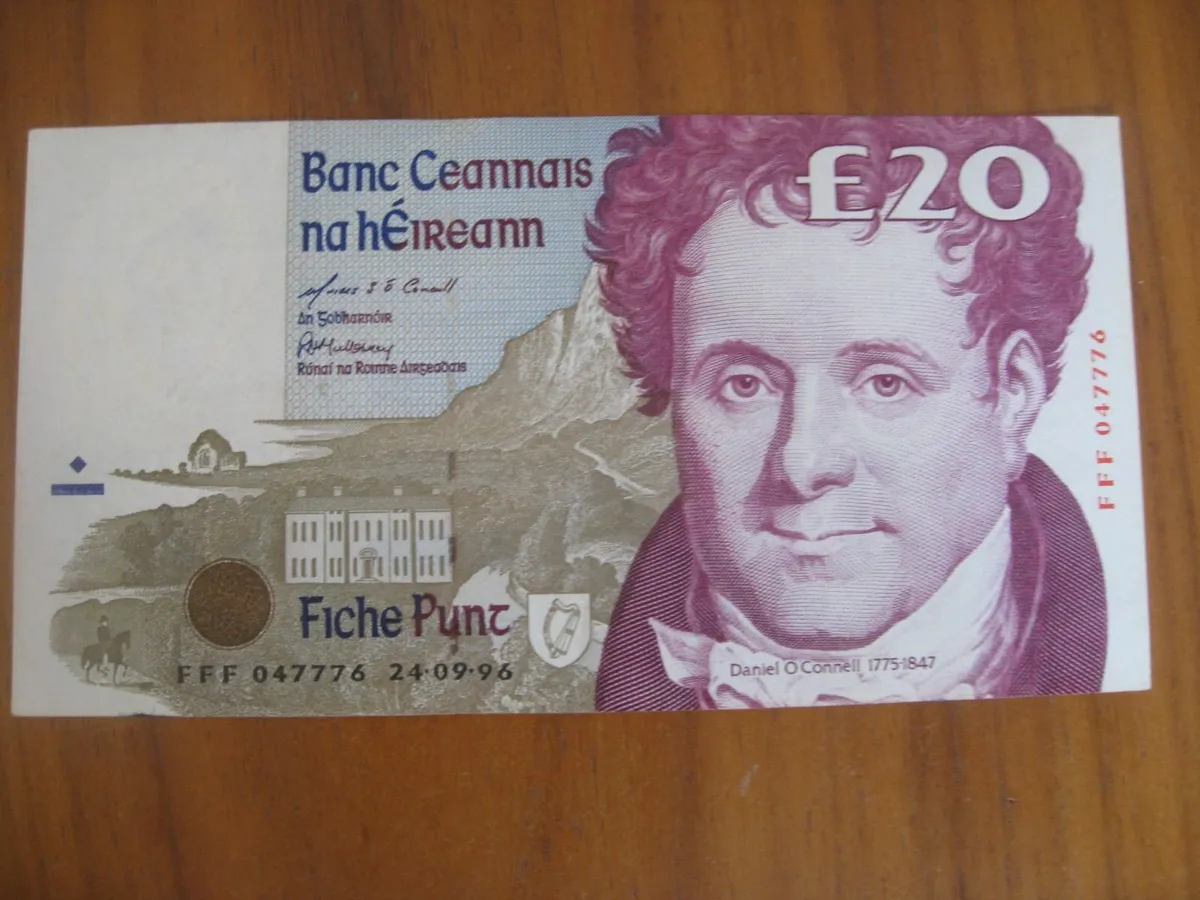 Banc Ceannais
na hÉireann
£20
An Gobharnóir
Rúnaí na Roinne Airgeadais
Fiche Punt
FFF 047776 24·09·96
Daniel O'Connell 1775-1847
FFF 047776